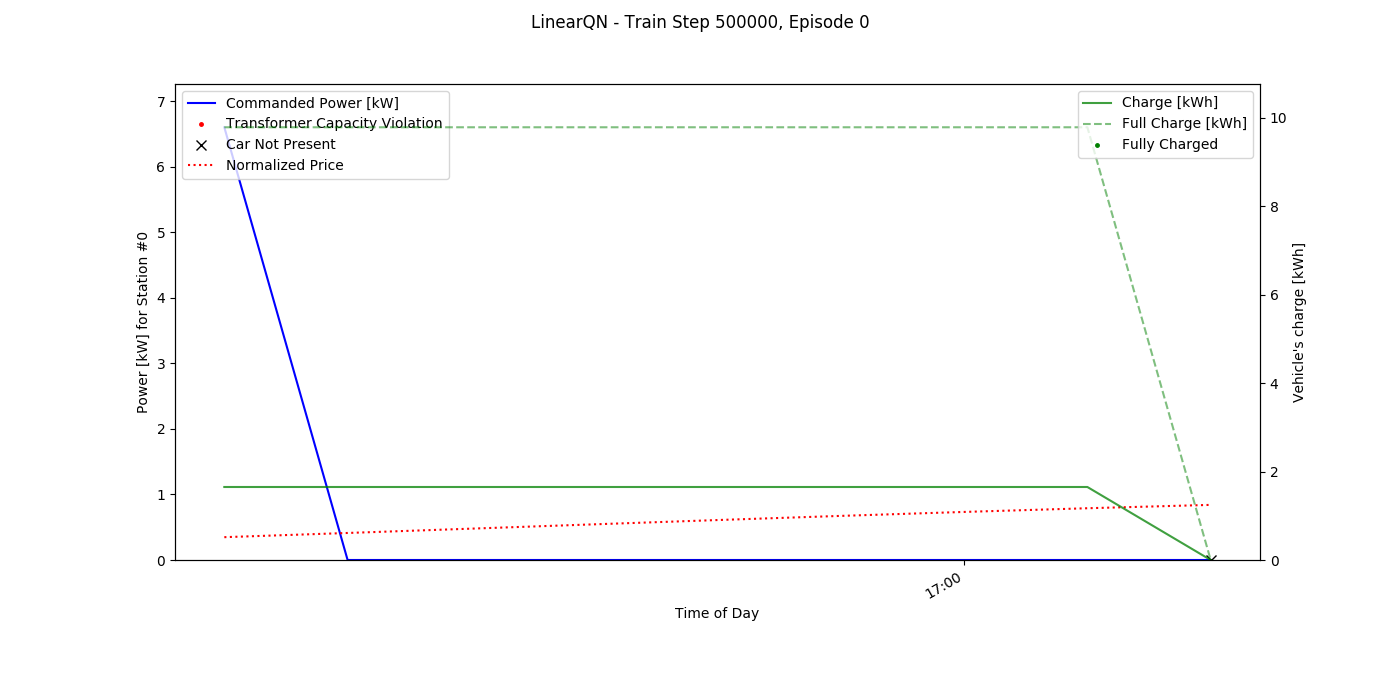 LinearQN - Train Step 500000, Episode 0
7
6
5
4
3
2
1
0
Power [kW] for Station #0
Commanded Power [kW]
Transformer Capacity Violation
Car Not Present
Normalized Price
Charge [kWh]
Full Charge [kWh]
Fully Charged
10
8
6
4
2
0
Vehicle's charge [kWh]
17:00
Time of Day